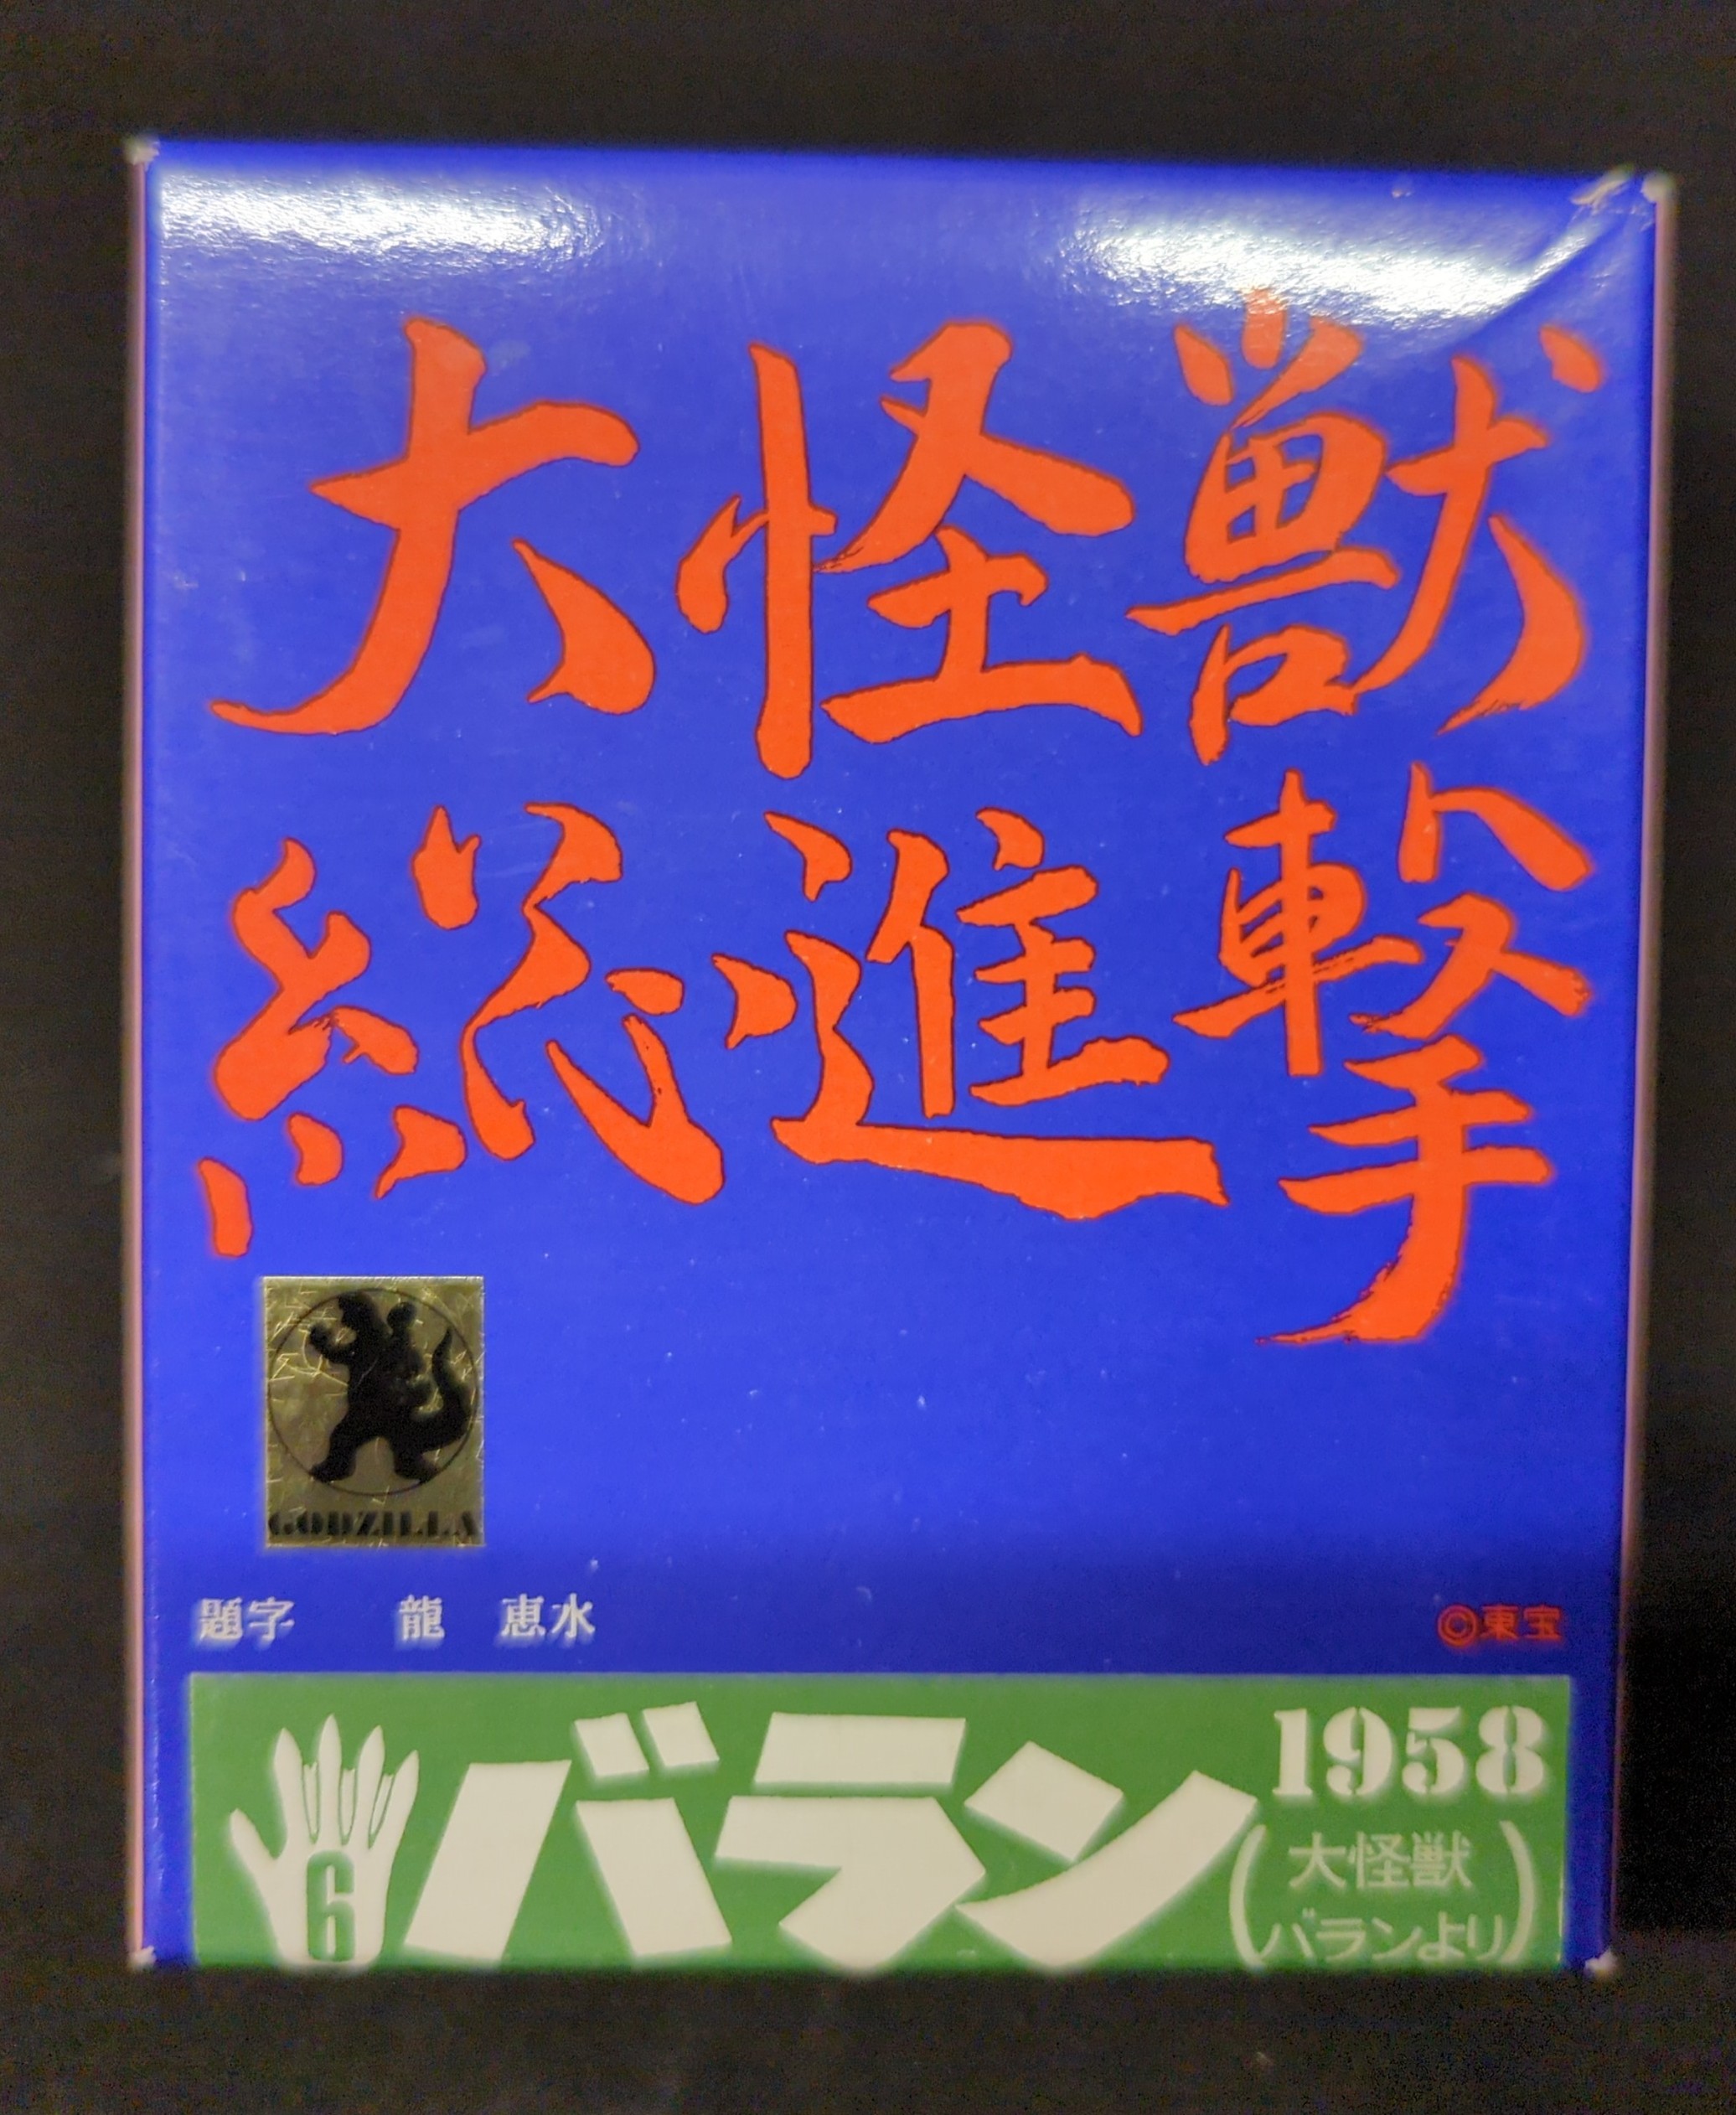 大怪獣
総進撃
GODZILLA
題字 龍 恵水
©東宝
6
バラン
1958
(大怪獣
バランより)